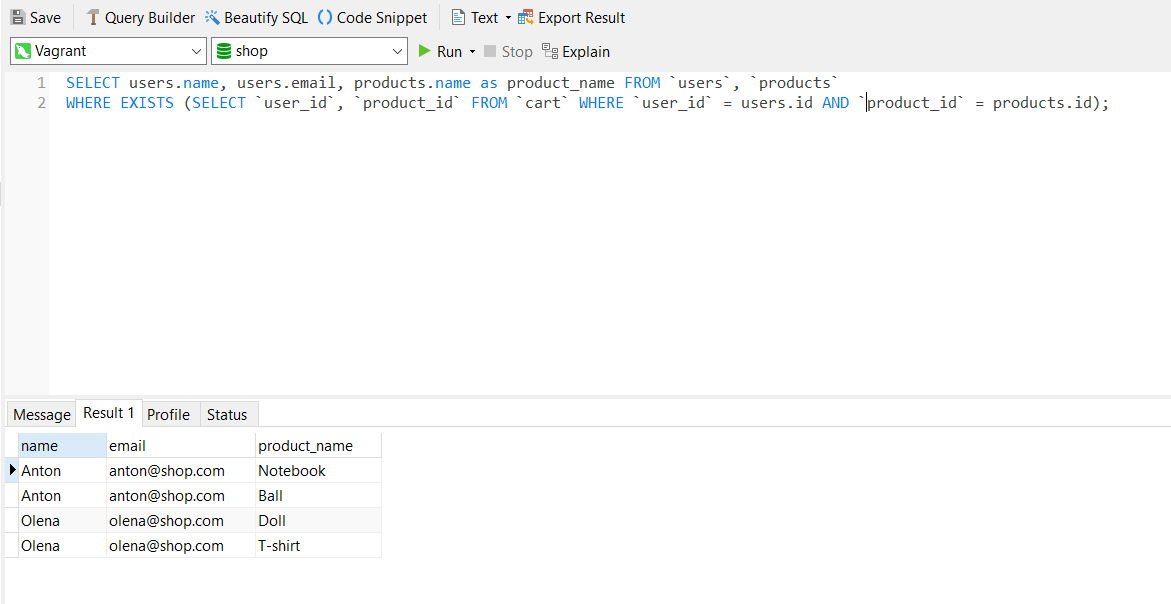 Save Query Builder Beautify SQL () Code Snippet Text Export Result
Vagrant shop Run Stop Explain
1 SELECT users.name, users.email, products.name as product_name FROM `users`, `products`
2 WHERE EXISTS (SELECT `user_id`, `product_id` FROM `cart` WHERE `user_id` = users.id AND `product_id` = products.id);
Message Result 1 Profile Status
name email product_name
Anton anton@shop.com Notebook
Anton anton@shop.com Ball
Olena olena@shop.com Doll
Olena olena@shop.com T-shirt